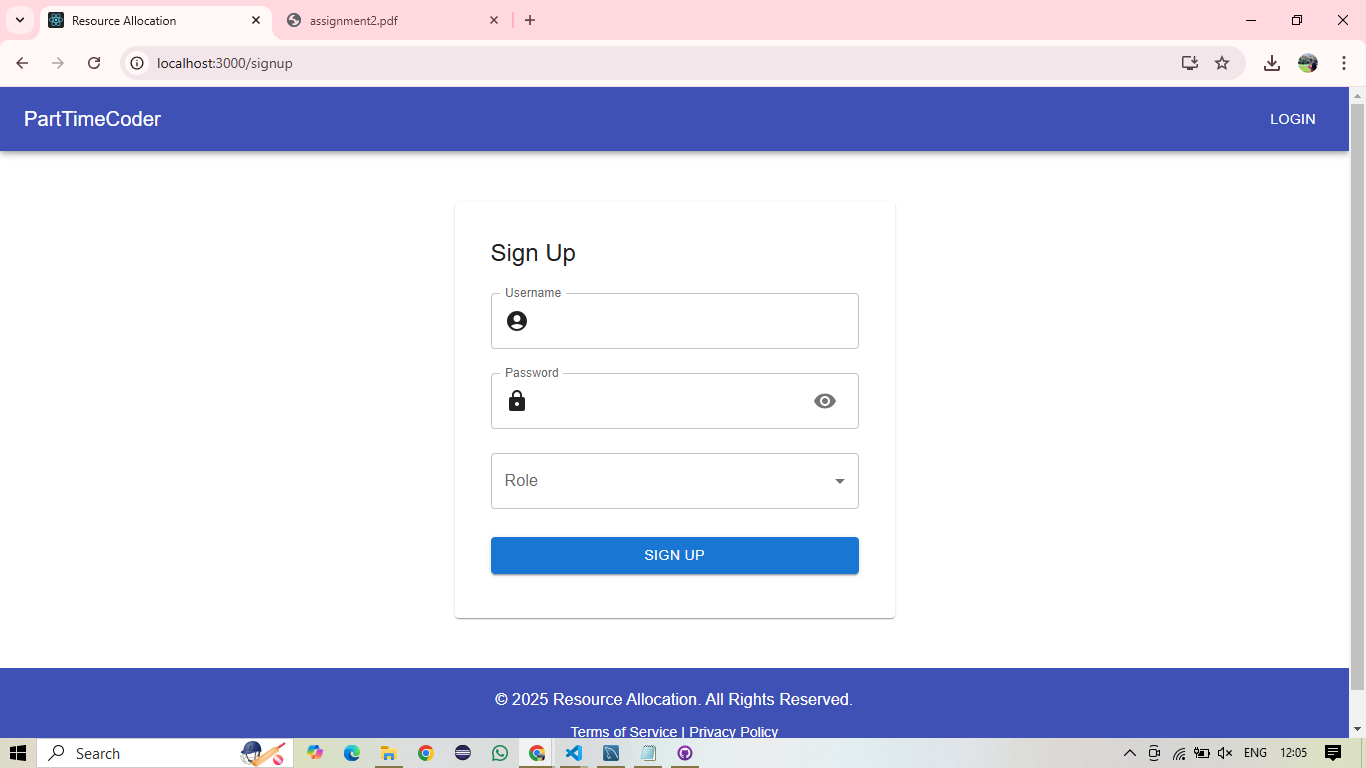 Resource Allocation
assignment2.pdf
localhost:3000/signup
PartTimeCoder
LOGIN
Sign Up
Username
Password
Role
SIGN UP
© 2025 Resource Allocation. All Rights Reserved.
Terms of Service | Privacy Policy
Search
ENG
12:05